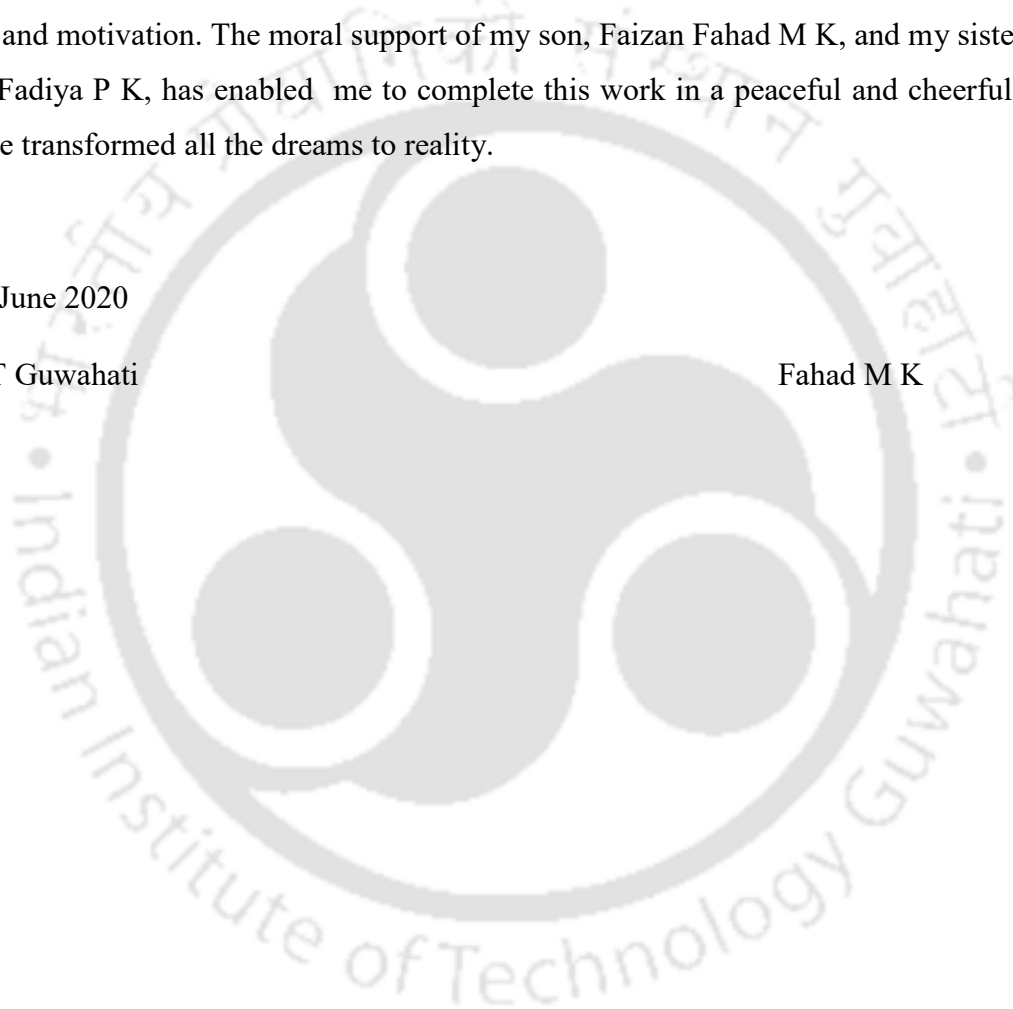 and motivation. The moral support of my son, Faizan Fahad M K, and my siste
Fadiya P K, has enabled me to complete this work in a peaceful and cheerful
e transformed all the dreams to reality.
June 2020
Guwahati
Fahad M K
भारतीय प्रौद्योगिकी संस्थान गुवाहाटी
• Indian Institute of Technology Guwahati •